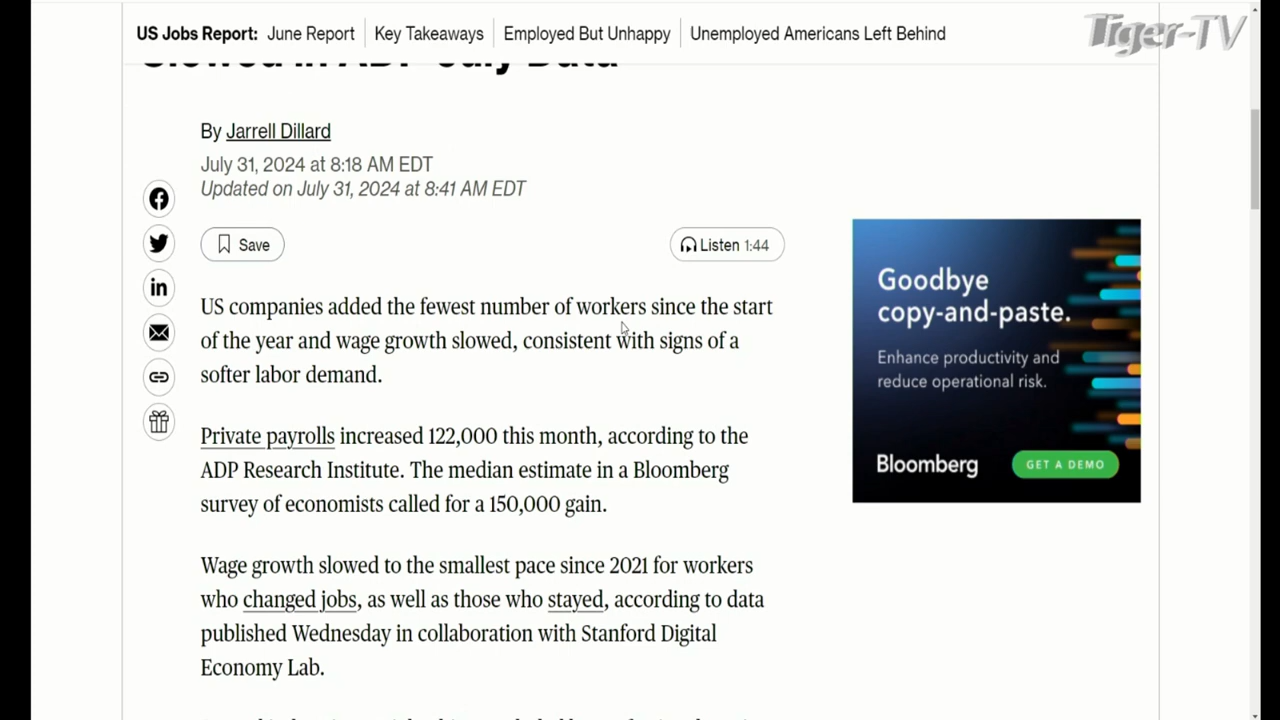 US Jobs Report: June Report Key Takeaways Employed But Unhappy Unemployed Americans Left Behind
Tiger-TV
Slowed in ADP July Data
By Jarrell Dillard
July 31, 2024 at 8:18 AM EDT
Updated on July 31, 2024 at 8:41 AM EDT
Save
Listen 1:44
US companies added the fewest number of workers since the start
of the year and wage growth slowed, consistent with signs of a
softer labor demand.
Private payrolls increased 122,000 this month, according to the
ADP Research Institute. The median estimate in a Bloomberg
survey of economists called for a 150,000 gain.
Wage growth slowed to the smallest pace since 2021 for workers
who changed jobs, as well as those who stayed, according to data
published Wednesday in collaboration with Stanford Digital
Economy Lab.
Goodbye
copy-and-paste.
Enhance productivity and
reduce operational risk.
Bloomberg
GET A DEMO